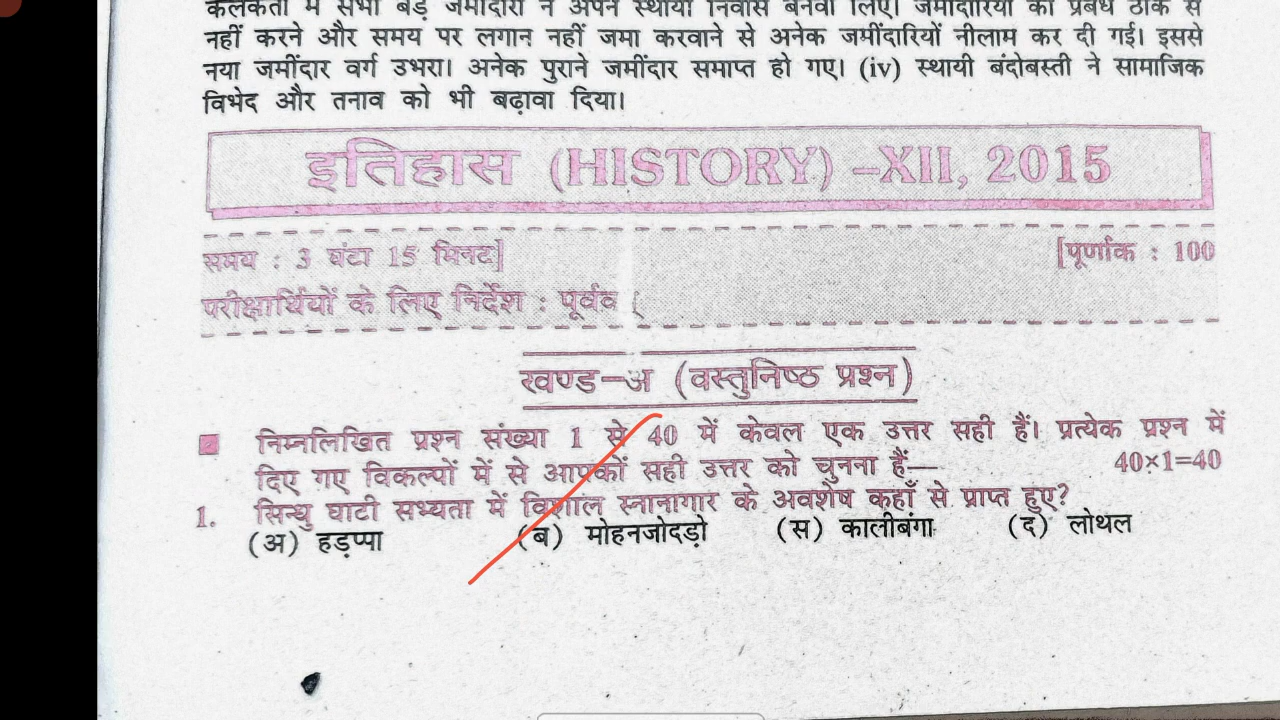 कलकत्ता में सभी बड़े जमींदारों ने अपने स्थायी निवास बनवा लिए। जमींदारियों का प्रबंध ठीक से
नहीं करने और समय पर लगान नहीं जमा करवाने से अनेक जमींदारियों नीलाम कर दी गई। इससे
नया जमींदार वर्ग उभरा। अनेक पुराने जमींदार समाप्त हो गए। (iv) स्थायी बंदोबस्ती ने सामाजिक
विभेद और तनाव को भी बढ़ावा दिया।
इतिहास (HISTORY) –XII, 2015
समय : 3 घंटा 15 मिनट] [पूर्णांक : 100
परीक्षार्थियों के लिए निर्देश : पूर्वव (
खण्ड–अ (वस्तुनिष्ठ प्रश्न)
निम्नलिखित प्रश्न संख्या 1 से 40 में केवल एक उत्तर सही हैं। प्रत्येक प्रश्न में
दिए गए विकल्पों में से आपकों सही उत्तर को चुनना हैं— 40×1=40
1. सिन्धु घाटी सभ्यता में विशाल स्नानागार के अवशेष कहाँ से प्राप्त हुए?
(अ) हड़प्पा (ब) मोहनजोदड़ो (स) कालीबंगा (द) लोथल